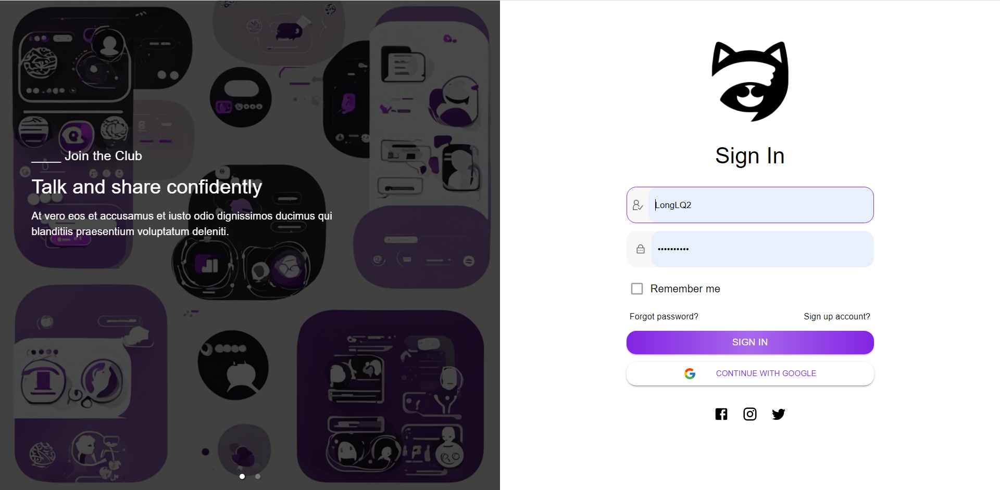 ____ Join the Club
Talk and share confidently
At vero eos et accusamus et iusto odio dignissimos ducimus qui
blanditiis praesentium voluptatum deleniti.
Sign In
LongLQ2
••••••••••
Remember me
Forgot password?
Sign up account?
SIGN IN
CONTINUE WITH GOOGLE